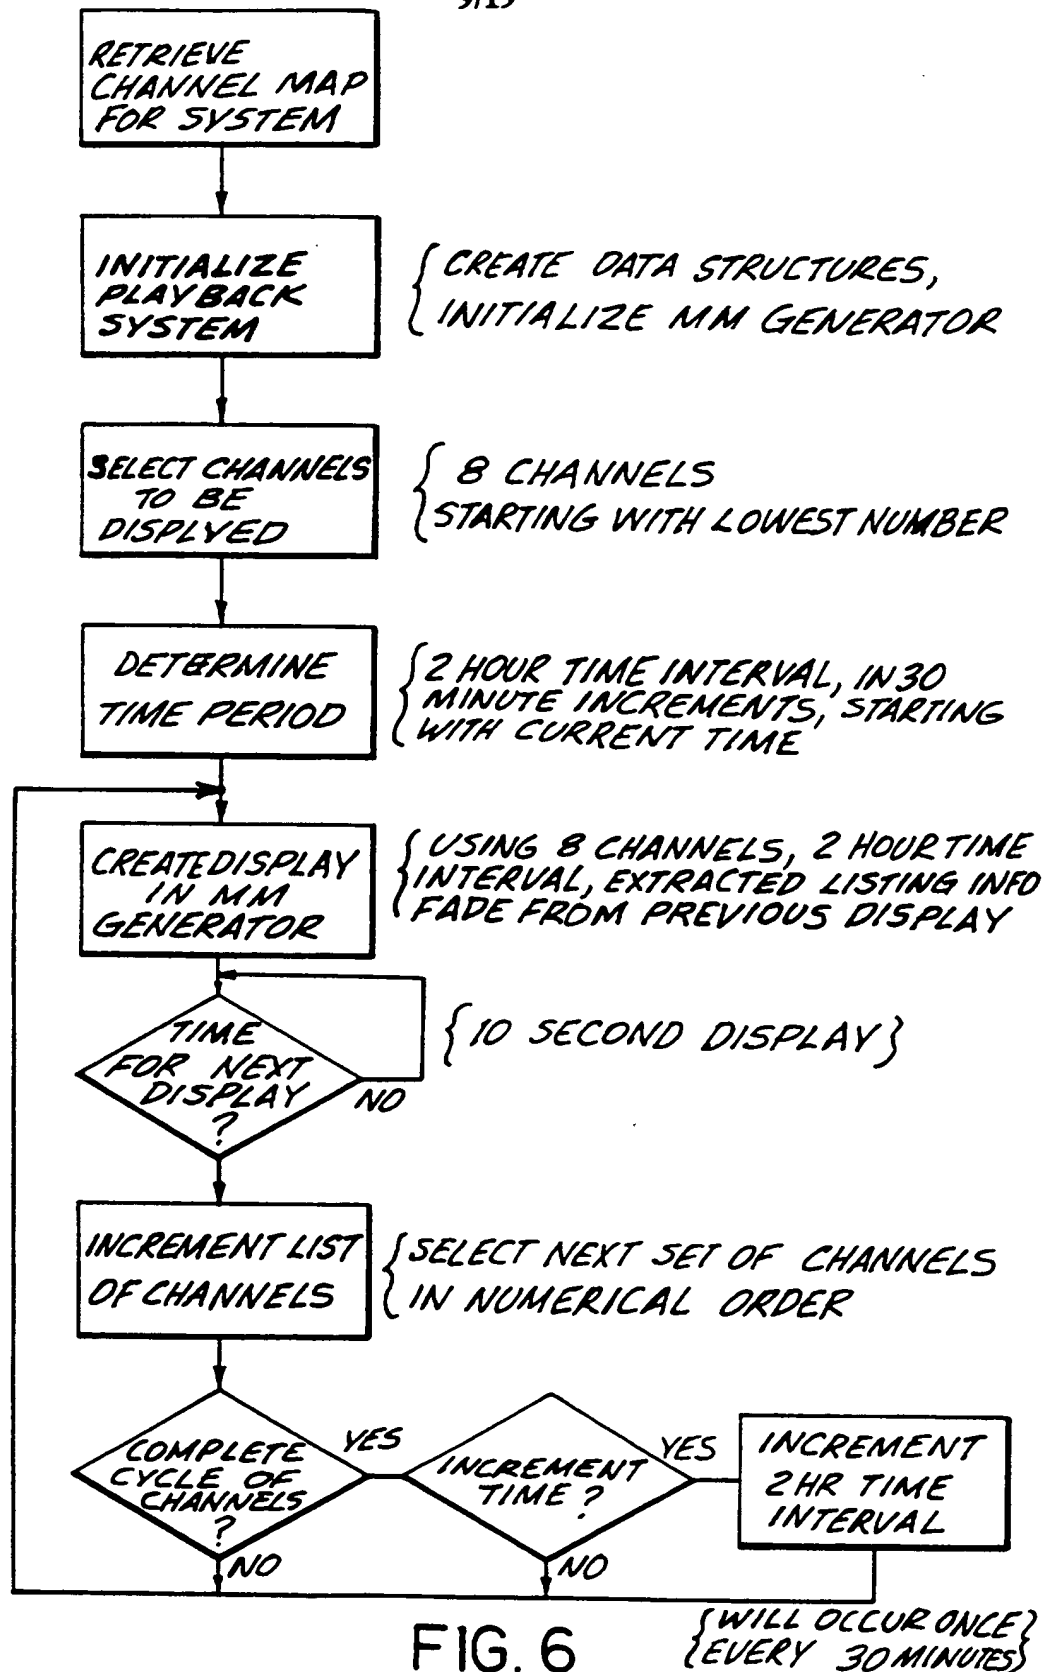 RETRIEVE
CHANNEL MAP
FOR SYSTEM
INITIALIZE
PLAYBACK
SYSTEM
{CREATE DATA STRUCTURES,
INITIALIZE MM GENERATOR
SELECT CHANNELS
TO BE
DISPLYED
{8 CHANNELS
STARTING WITH LOWEST NUMBER
DETERMINE
TIME PERIOD
{2 HOUR TIME INTERVAL, IN 30
MINUTE INCREMENTS, STARTING
WITH CURRENT TIME
CREATE DISPLAY
IN MM
GENERATOR
{USING 8 CHANNELS, 2 HOUR TIME
INTERVAL, EXTRACTED LISTING INFO
FADE FROM PREVIOUS DISPLAY
TIME
FOR NEXT
DISPLAY
?
NO
{10 SECOND DISPLAY}
INCREMENT LIST
OF CHANNELS
{SELECT NEXT SET OF CHANNELS
IN NUMERICAL ORDER
COMPLETE
CYCLE OF
CHANNELS
?
YES
NO
INCREMENT
TIME?
YES
NO
INCREMENT
2 HR TIME
INTERVAL
{WILL OCCUR ONCE}
{EVERY 30 MINUTES}
FIG. 6